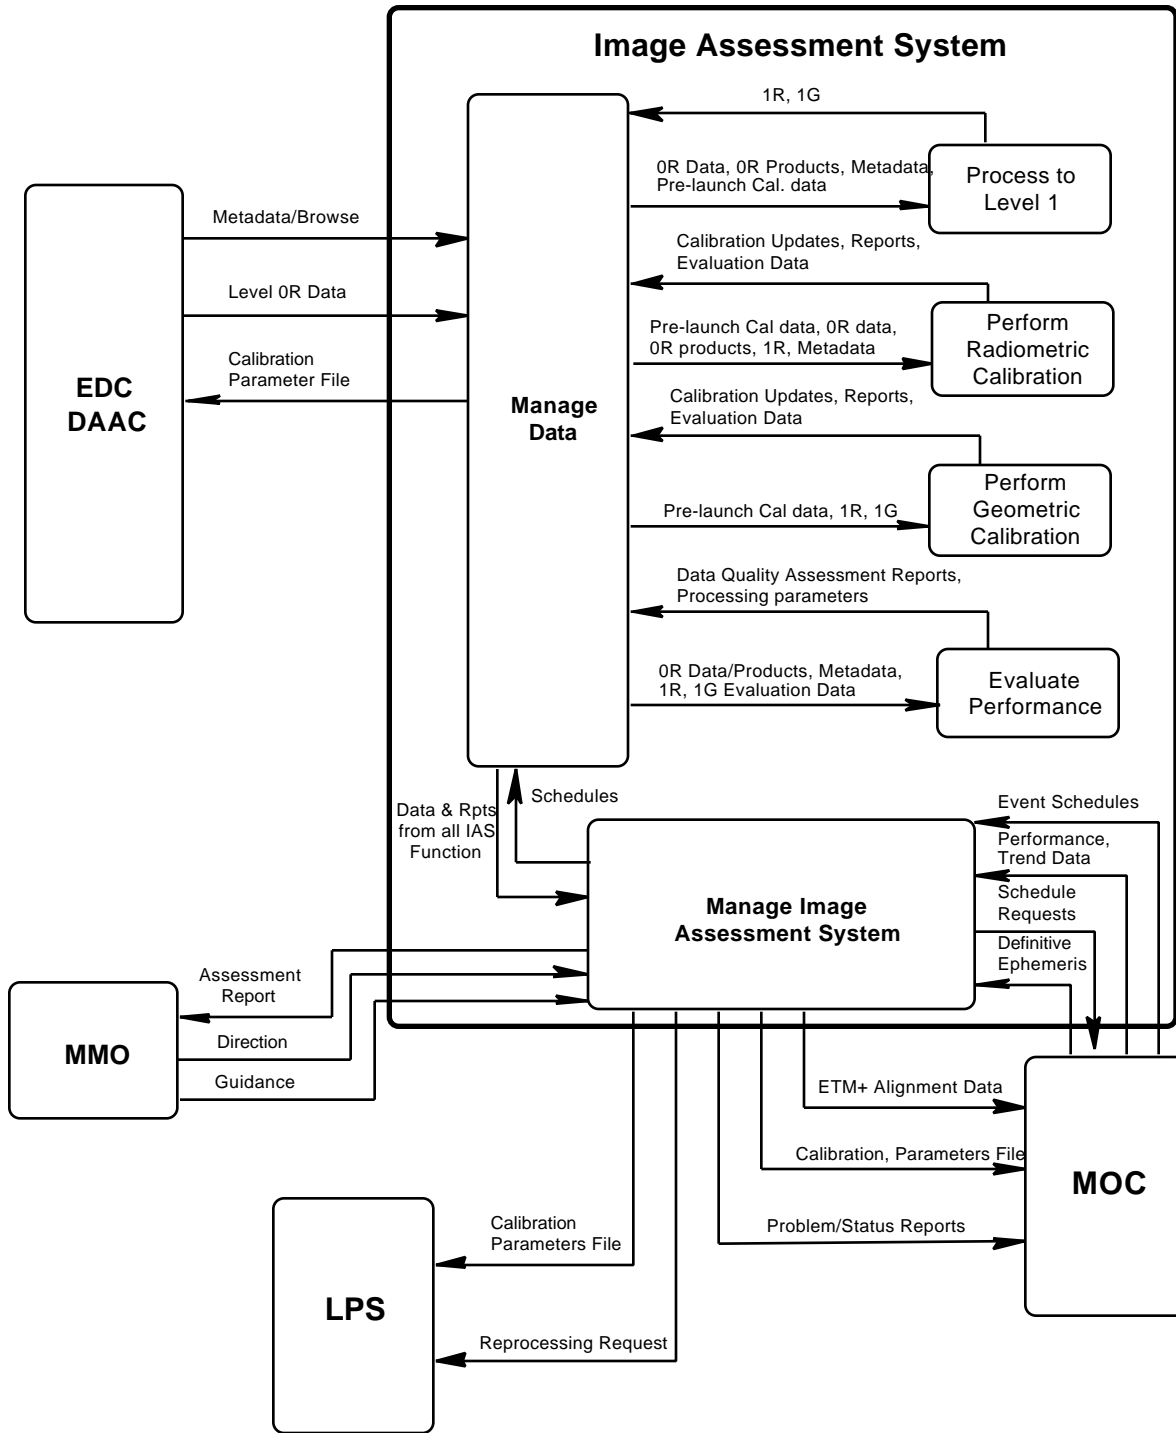 Image Assessment System
1R, 1G
0R Data, 0R Products, Metadata,
Pre-launch Cal. data
Process to
Level 1
Metadata/Browse
Calibration Updates, Reports,
Evaluation Data
Level 0R Data
Pre-launch Cal data, 0R data,
0R products, 1R, Metadata
Perform
Radiometric
Calibration
Calibration
Parameter File
EDC
DAAC
Manage
Data
Calibration Updates, Reports,
Evaluation Data
Pre-launch Cal data, 1R, 1G
Perform
Geometric
Calibration
Data Quality Assessment Reports,
Processing parameters
0R Data/Products, Metadata,
1R, 1G Evaluation Data
Evaluate
Performance
Data & Rpts
from all IAS
Function
Schedules
Event Schedules
Performance,
Trend Data
Schedule
Requests
Definitive
Ephemeris
Manage Image
Assessment System
Assessment
Report
MMO
Direction
Guidance
ETM+ Alignment Data
Calibration, Parameters File
MOC
Problem/Status Reports
Calibration
Parameters File
LPS
Reprocessing Request